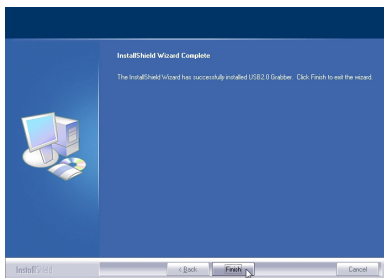 InstallShield Wizard Complete
The InstallShield Wizard has successfully installed USB2.0 Grabber. Click Finish to exit the wizard.
InstallShield
< Back
Finish
Cancel